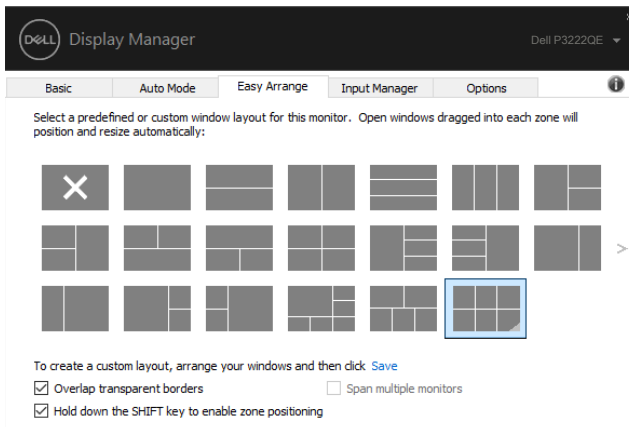 DELL Display Manager
Dell P3222QE
Basic Auto Mode Easy Arrange Input Manager Options
Select a predefined or custom window layout for this monitor. Open windows dragged into each zone will
position and resize automatically:
To create a custom layout, arrange your windows and then click Save
Overlap transparent borders
Span multiple monitors
Hold down the SHIFT key to enable zone positioning